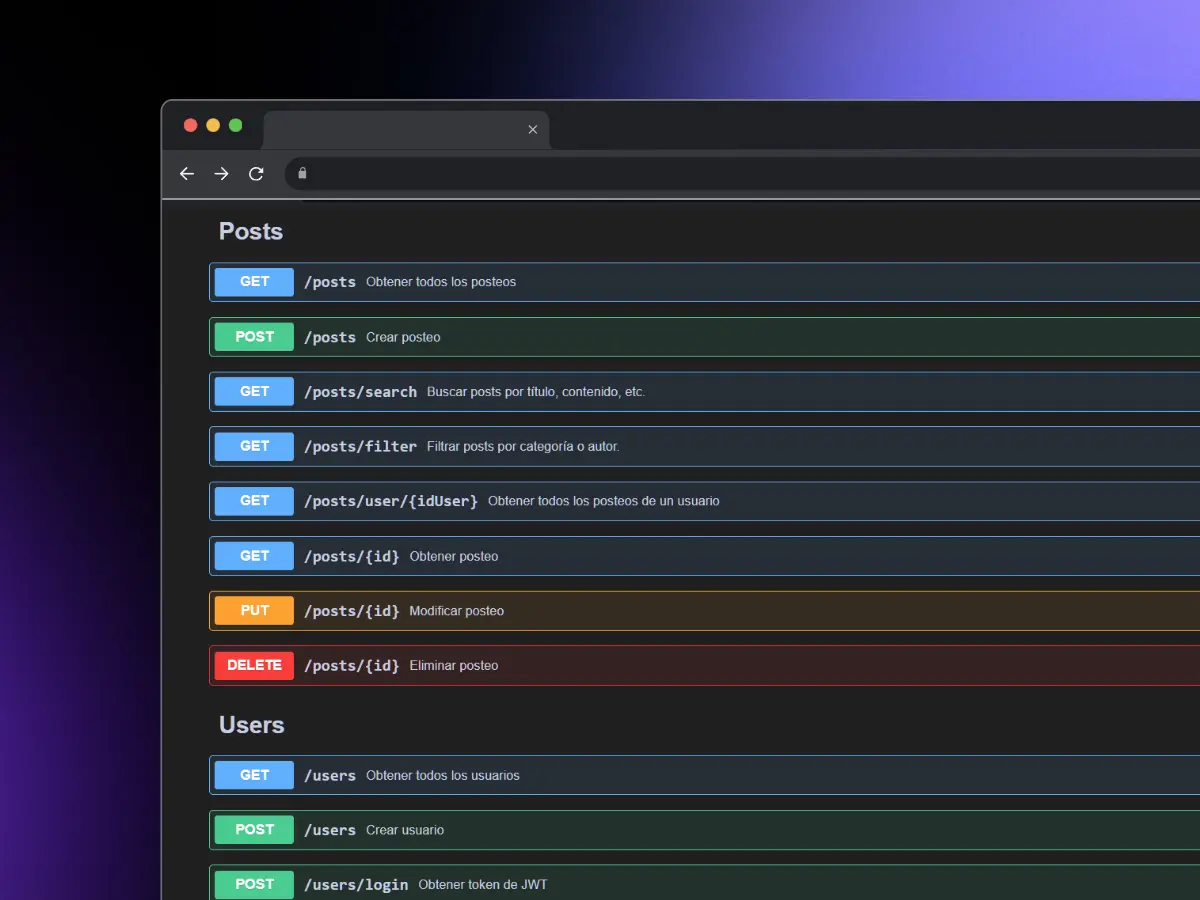 Posts
GET /posts Obtener todos los posteos
POST /posts Crear posteo
GET /posts/search Buscar posts por título, contenido, etc.
GET /posts/filter Filtrar posts por categoría o autor.
GET /posts/user/{idUser} Obtener todos los posteos de un usuario
GET /posts/{id} Obtener posteo
PUT /posts/{id} Modificar posteo
DELETE /posts/{id} Eliminar posteo
Users
GET /users Obtener todos los usuarios
POST /users Crear usuario
POST /users/login Obtener token de JWT